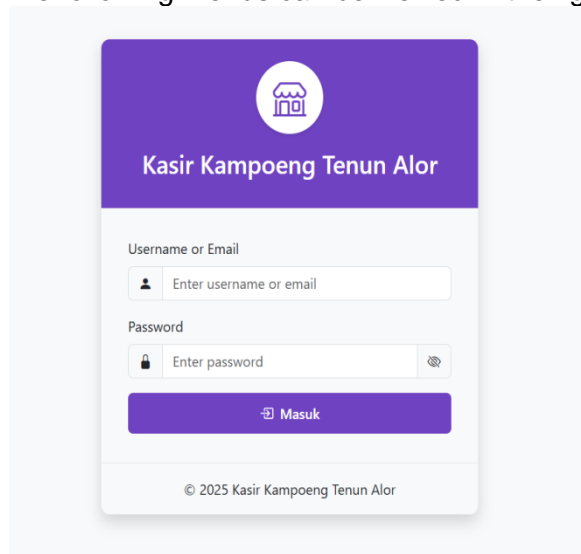 Kasir Kampoeng Tenun Alor
Username or Email
Enter username or email
Password
Enter password
Masuk
© 2025 Kasir Kampoeng Tenun Alor